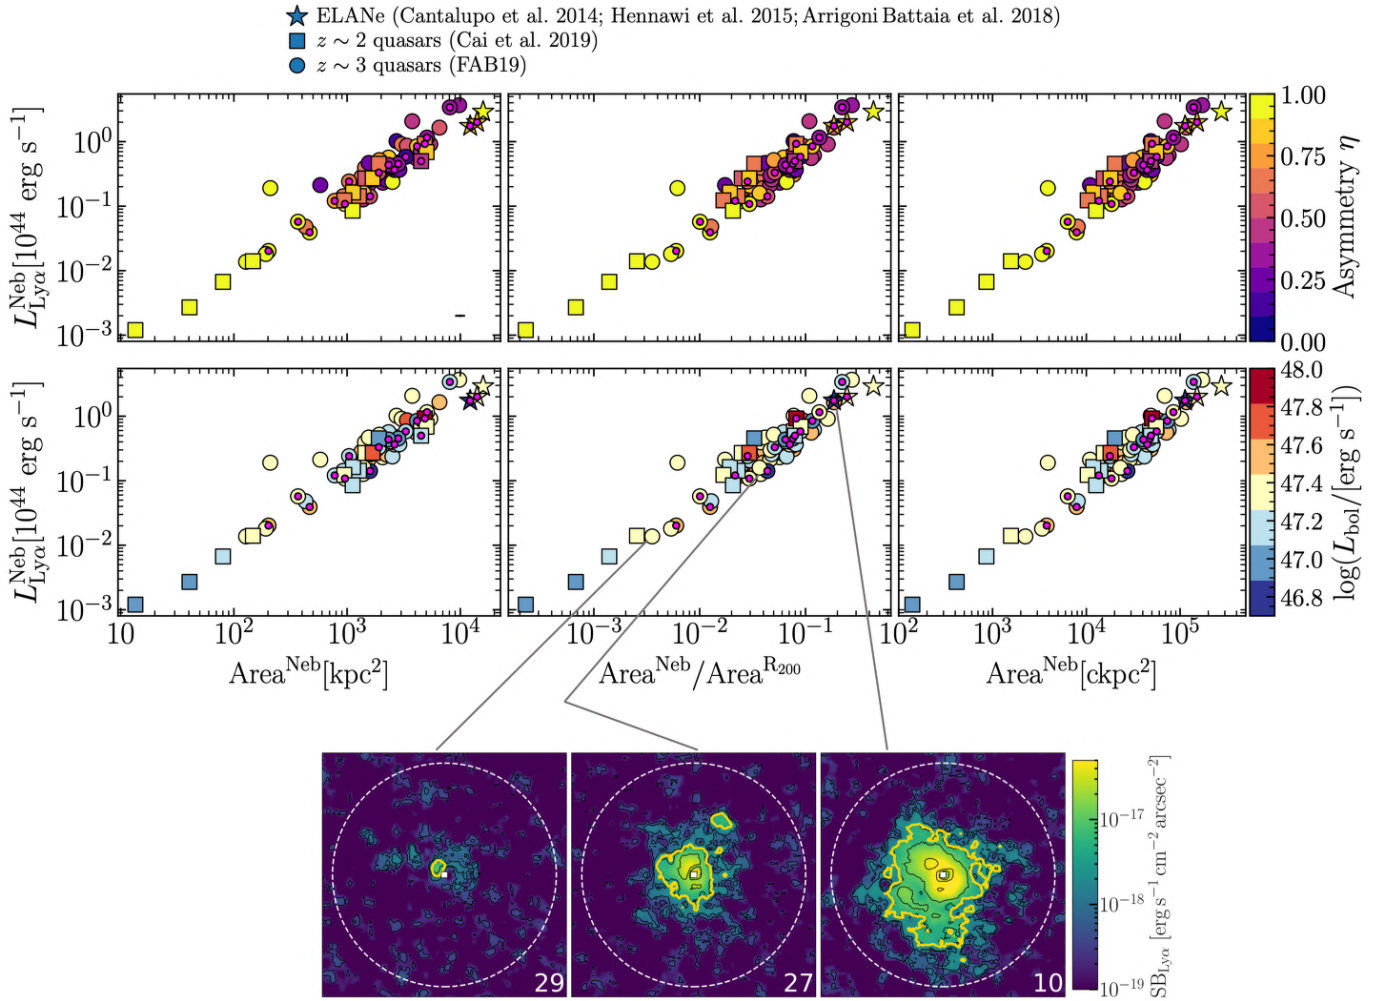 ELANe (Cantalupo et al. 2014; Hennawi et al. 2015; Arrigoni Battaia et al. 2018)
z ∼ 2 quasars (Cai et al. 2019)
z ∼ 3 quasars (FAB19)
L^Neb_Lyα [10^44 erg s^−1]
10^0
10^−1
10^−2
10^−3
1.00
0.75
0.50
0.25
0.00
Asymmetry η
L^Neb_Lyα [10^44 erg s^−1]
10^0
10^−1
10^−2
10^−3
48.0
47.8
47.6
47.4
47.2
47.0
46.8
log(L_bol/[erg s^−1])
10 10^2 10^3 10^4
10^−3 10^−2 10^−1
10^2 10^3 10^4 10^5
Area^Neb[kpc^2]
Area^Neb/Area^R_200
Area^Neb[ckpc^2]
29
27
10
10^−17
10^−18
10^−19
SB_Lyα [erg s^−1 cm^−2 arcsec^−2]